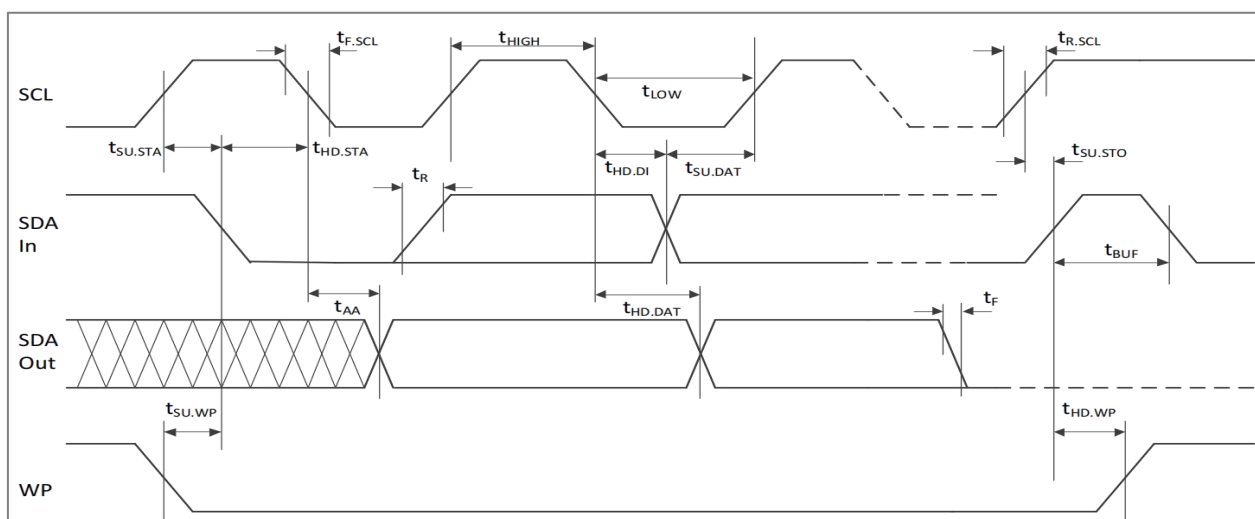 tF.SCL
tHIGH
tR.SCL
SCL
tLOW
tSU.STA
tHD.STA
tSU.STO
tHD.DI
tSU.DAT
tR
SDA
In
tBUF
tAA
tHD.DAT
tF
SDA
Out
tSU.WP
tHD.WP
WP